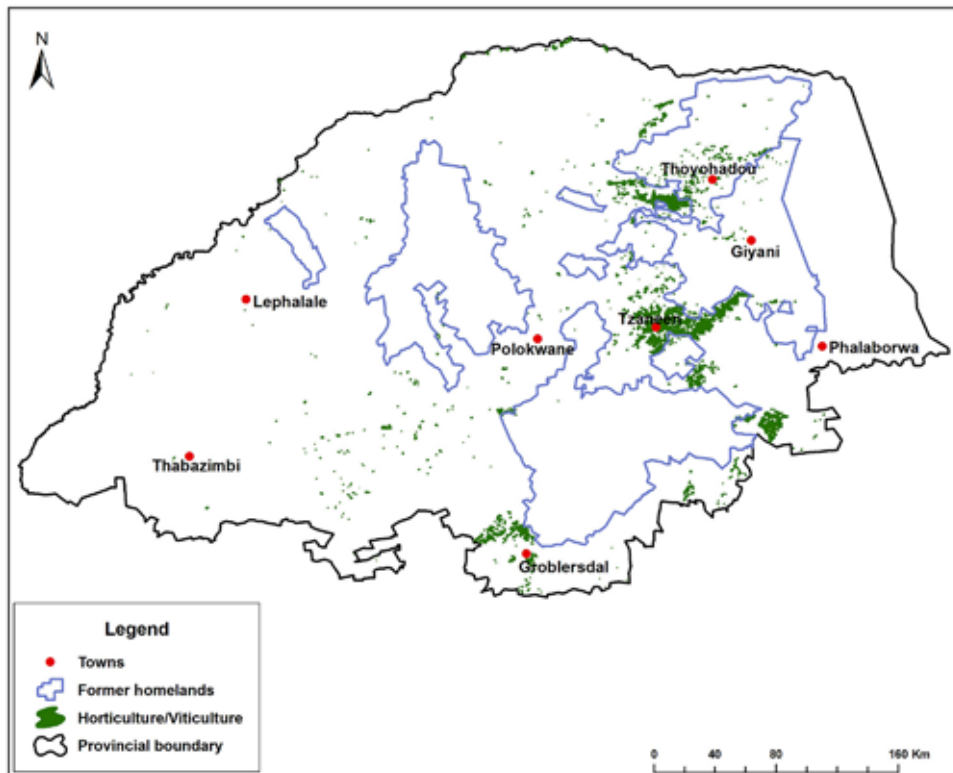 N
Thoyohadou
Giyani
Lephalale
Tzaneen
Polokwane
Phalaborwa
Thabazimbi
Groblersdal
Legend
Towns
Former homelands
Horticulture/Viticulture
Provincial boundary
0 40 80 160 KM